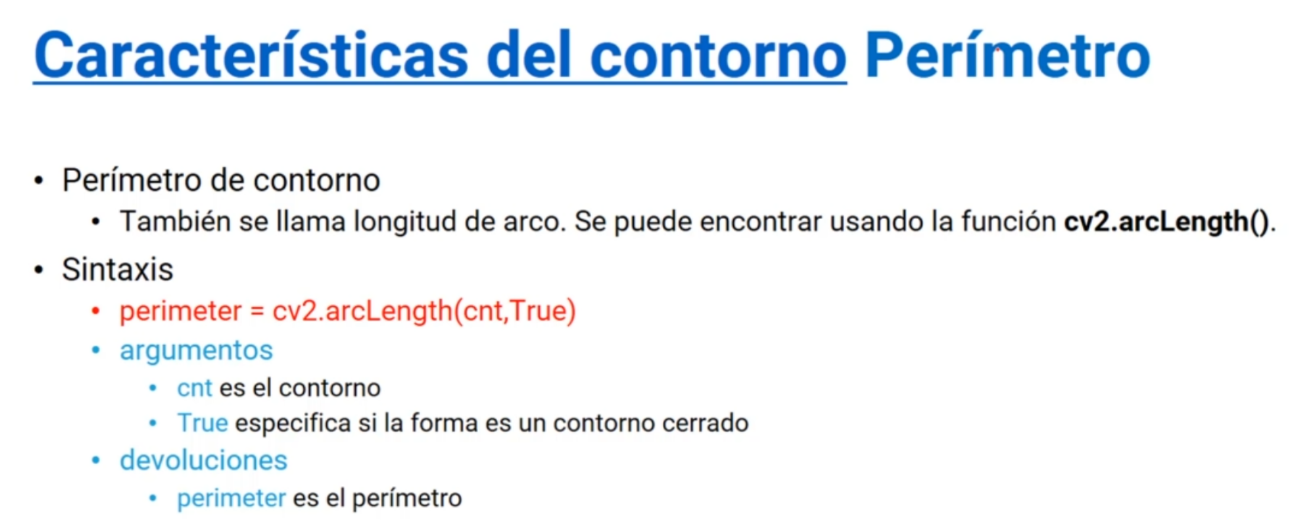 Características del contorno Perímetro
• Perímetro de contorno
• También se llama longitud de arco. Se puede encontrar usando la función cv2.arcLength().
• Sintaxis
• perimeter = cv2.arcLength(cnt,True)
• argumentos
• cnt es el contorno
• True especifica si la forma es un contorno cerrado
• devoluciones
• perimeter es el perímetro